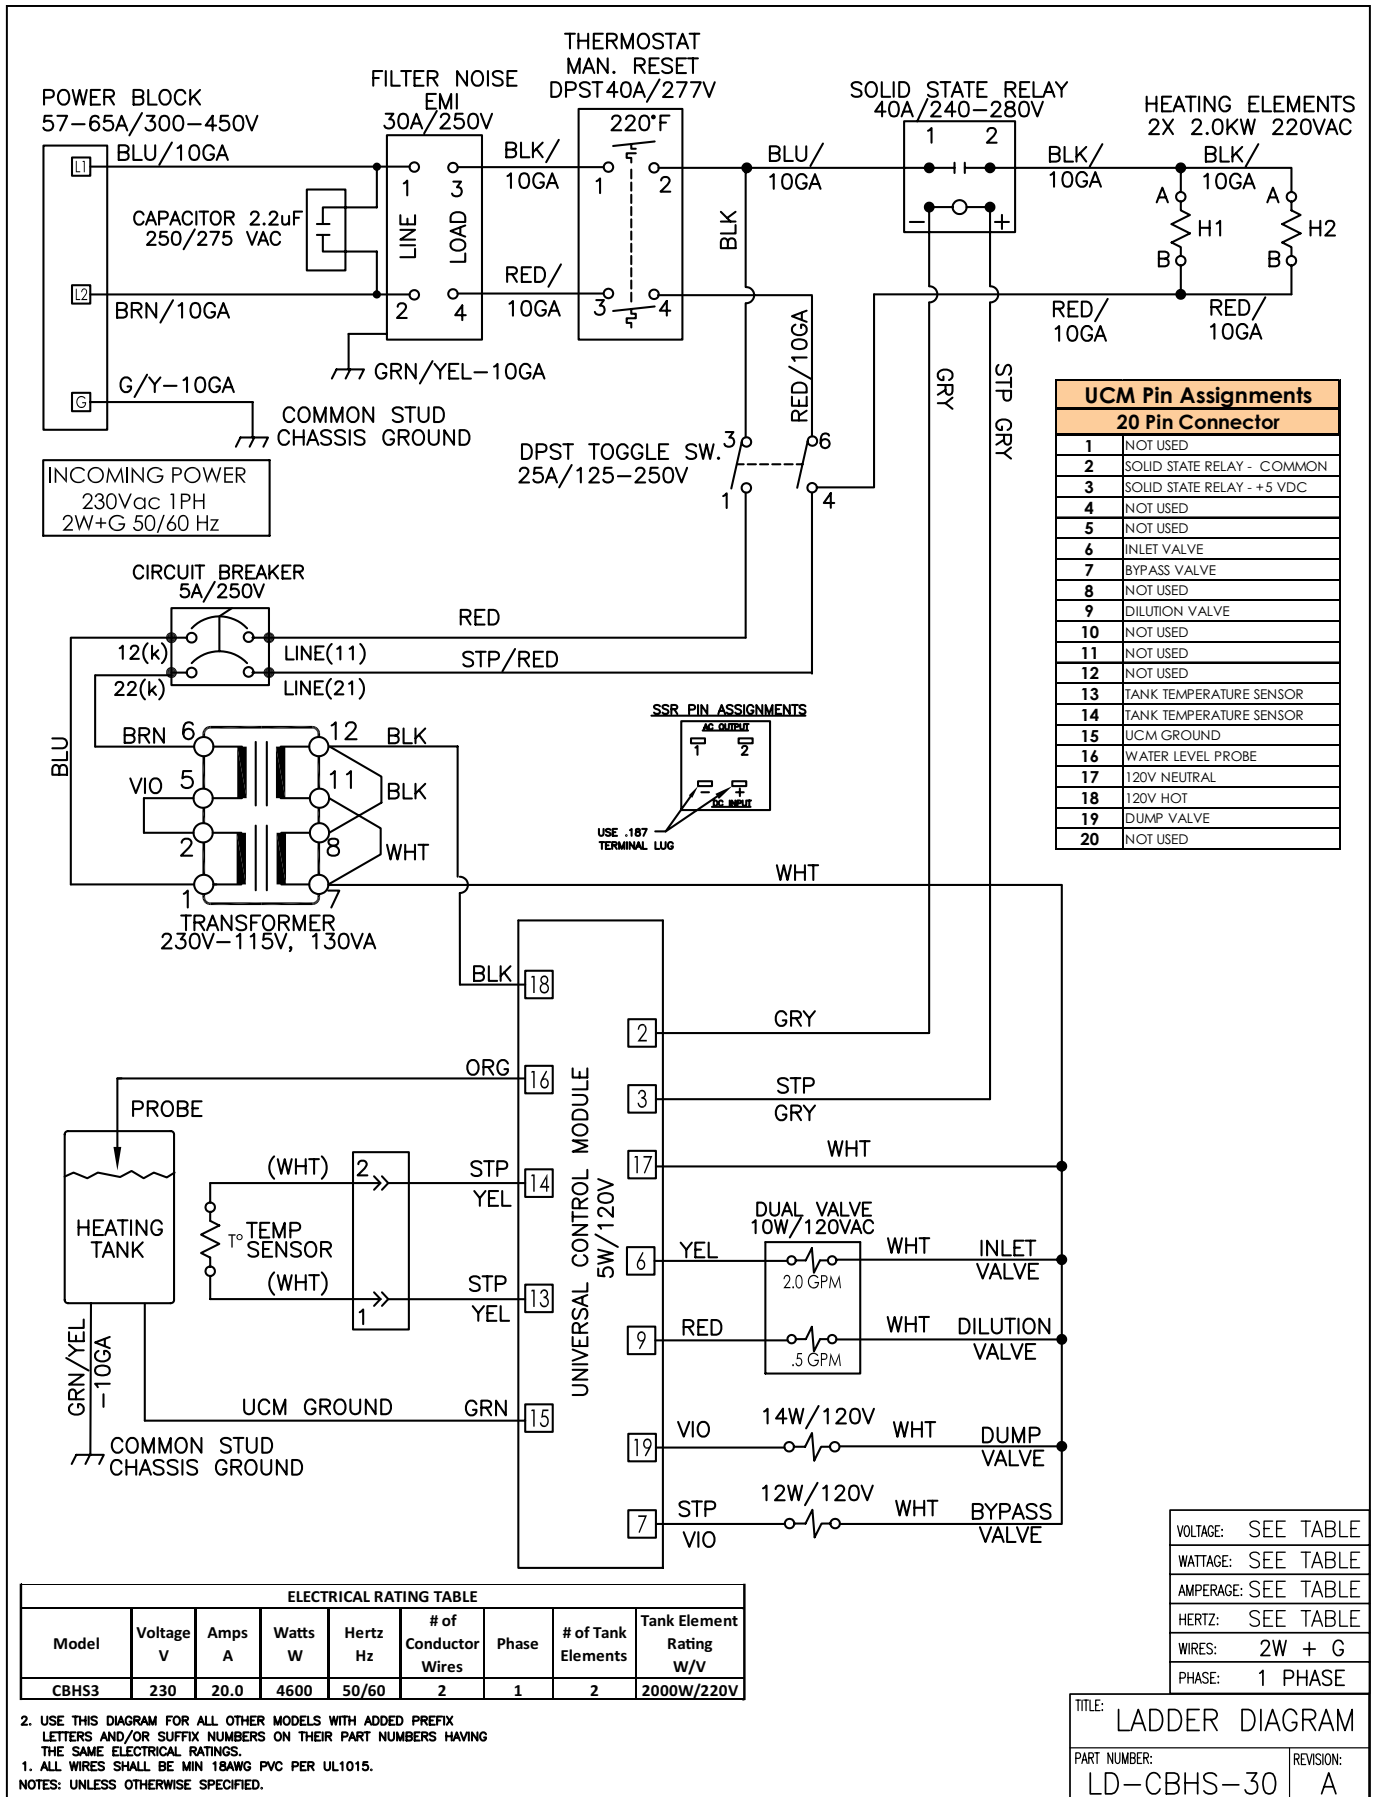 THERMOSTAT
MAN. RESET
DPST40A/277V
FILTER NOISE
EMI
30A/250V
SOLID STATE RELAY
40A/240-280V
HEATING ELEMENTS
2X 2.0KW 220VAC
POWER BLOCK
57-65A/300-450V
L1
BLU/10GA
CAPACITOR 2.2uF
250/275 VAC
L2
BRN/10GA
G
G/Y-10GA
COMMON STUD
CHASSIS GROUND
1
3
LINE
LOAD
2
4
GRN/YEL-10GA
BLK/
10GA
RED/
10GA
220°F
1
2
3
4
BLU/
10GA
BLK
RED/10GA
1
2
-
+
BLK/
10GA
BLK/
10GA
A
H1
B
A
H2
B
RED/
10GA
RED/
10GA
GRY
STP GRY
DPST TOGGLE SW.
25A/125-250V
3
6
1
4
INCOMING POWER
230Vac 1PH
2W+G 50/60 Hz
UCM Pin Assignments
20 Pin Connector
1 NOT USED
2 SOLID STATE RELAY - COMMON
3 SOLID STATE RELAY - +5 VDC
4 NOT USED
5 NOT USED
6 INLET VALVE
7 BYPASS VALVE
8 NOT USED
9 DILUTION VALVE
10 NOT USED
11 NOT USED
12 NOT USED
13 TANK TEMPERATURE SENSOR
14 TANK TEMPERATURE SENSOR
15 UCM GROUND
16 WATER LEVEL PROBE
17 120V NEUTRAL
18 120V HOT
19 DUMP VALVE
20 NOT USED
CIRCUIT BREAKER
5A/250V
12(k)
LINE(11)
22(k)
LINE(21)
RED
STP/RED
BLU
BRN
6
12
BLK
VIO
5
11
BLK
2
8
WHT
1
7
TRANSFORMER
230V-115V, 130VA
SSR PIN ASSIGNMENTS
AC OUTPUT
1
2
-
+
DC INPUT
USE .187
TERMINAL LUG
WHT
BLK
18
2
GRY
ORG
16
3
STP
GRY
PROBE
UNIVERSAL CONTROL MODULE
5W/120V
17
WHT
(WHT)
2
STP
YEL
14
HEATING
TANK
T°
TEMP
SENSOR
(WHT)
1
STP
YEL
13
DUAL VALVE
10W/120VAC
6
YEL
2.0 GPM
WHT
INLET
VALVE
9
RED
.5 GPM
WHT
DILUTION
VALVE
GRN/YEL
-10GA
UCM GROUND
GRN
15
COMMON STUD
CHASSIS GROUND
19
VIO
14W/120V
WHT
DUMP
VALVE
7
STP
VIO
12W/120V
WHT
BYPASS
VALVE
ELECTRICAL RATING TABLE
Model
Voltage
V
Amps
A
Watts
W
Hertz
Hz
# of
Conductor
Wires
Phase
# of Tank
Elements
Tank Element
Rating
W/V
CBHS3 230 20.0 4600 50/60 2 1 2 2000W/220V
2. USE THIS DIAGRAM FOR ALL OTHER MODELS WITH ADDED PREFIX
LETTERS AND/OR SUFFIX NUMBERS ON THEIR PART NUMBERS HAVING
THE SAME ELECTRICAL RATINGS.
1. ALL WIRES SHALL BE MIN 18AWG PVC PER UL1015.
NOTES: UNLESS OTHERWISE SPECIFIED.
VOLTAGE: SEE TABLE
WATTAGE: SEE TABLE
AMPERAGE: SEE TABLE
HERTZ: SEE TABLE
WIRES: 2W + G
PHASE: 1 PHASE
TITLE: LADDER DIAGRAM
PART NUMBER:
LD-CBHS-30
REVISION:
A